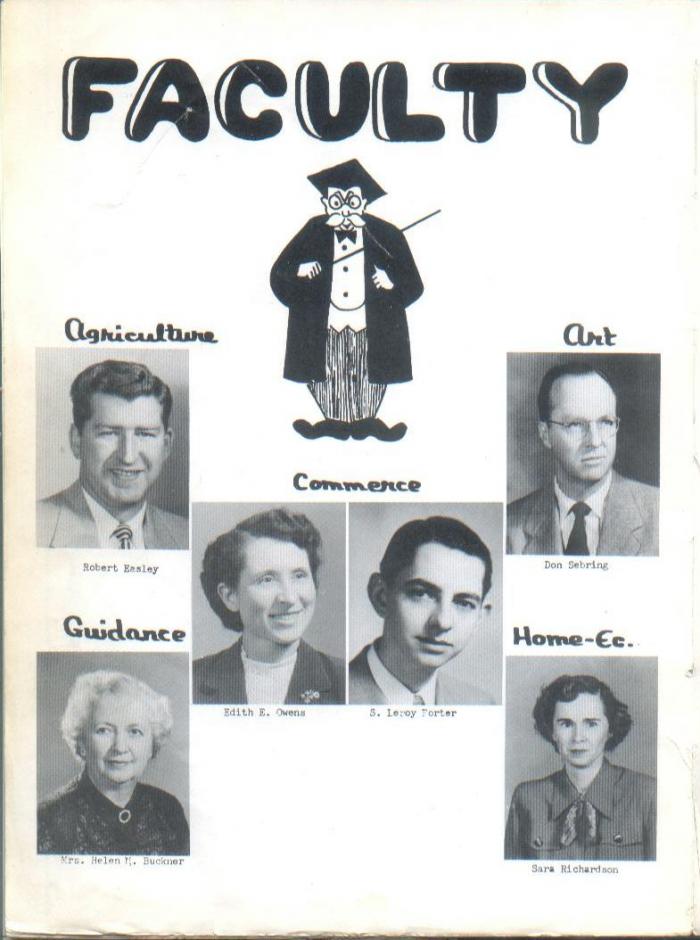 FACULTY
Agriculture
Art
Commerce
Robert Easley
Don Sebring
Guidance
Home-Ec.
Edith E. Owens
S. Leroy Porter
Mrs. Helen M. Buckner
Sara Richardson